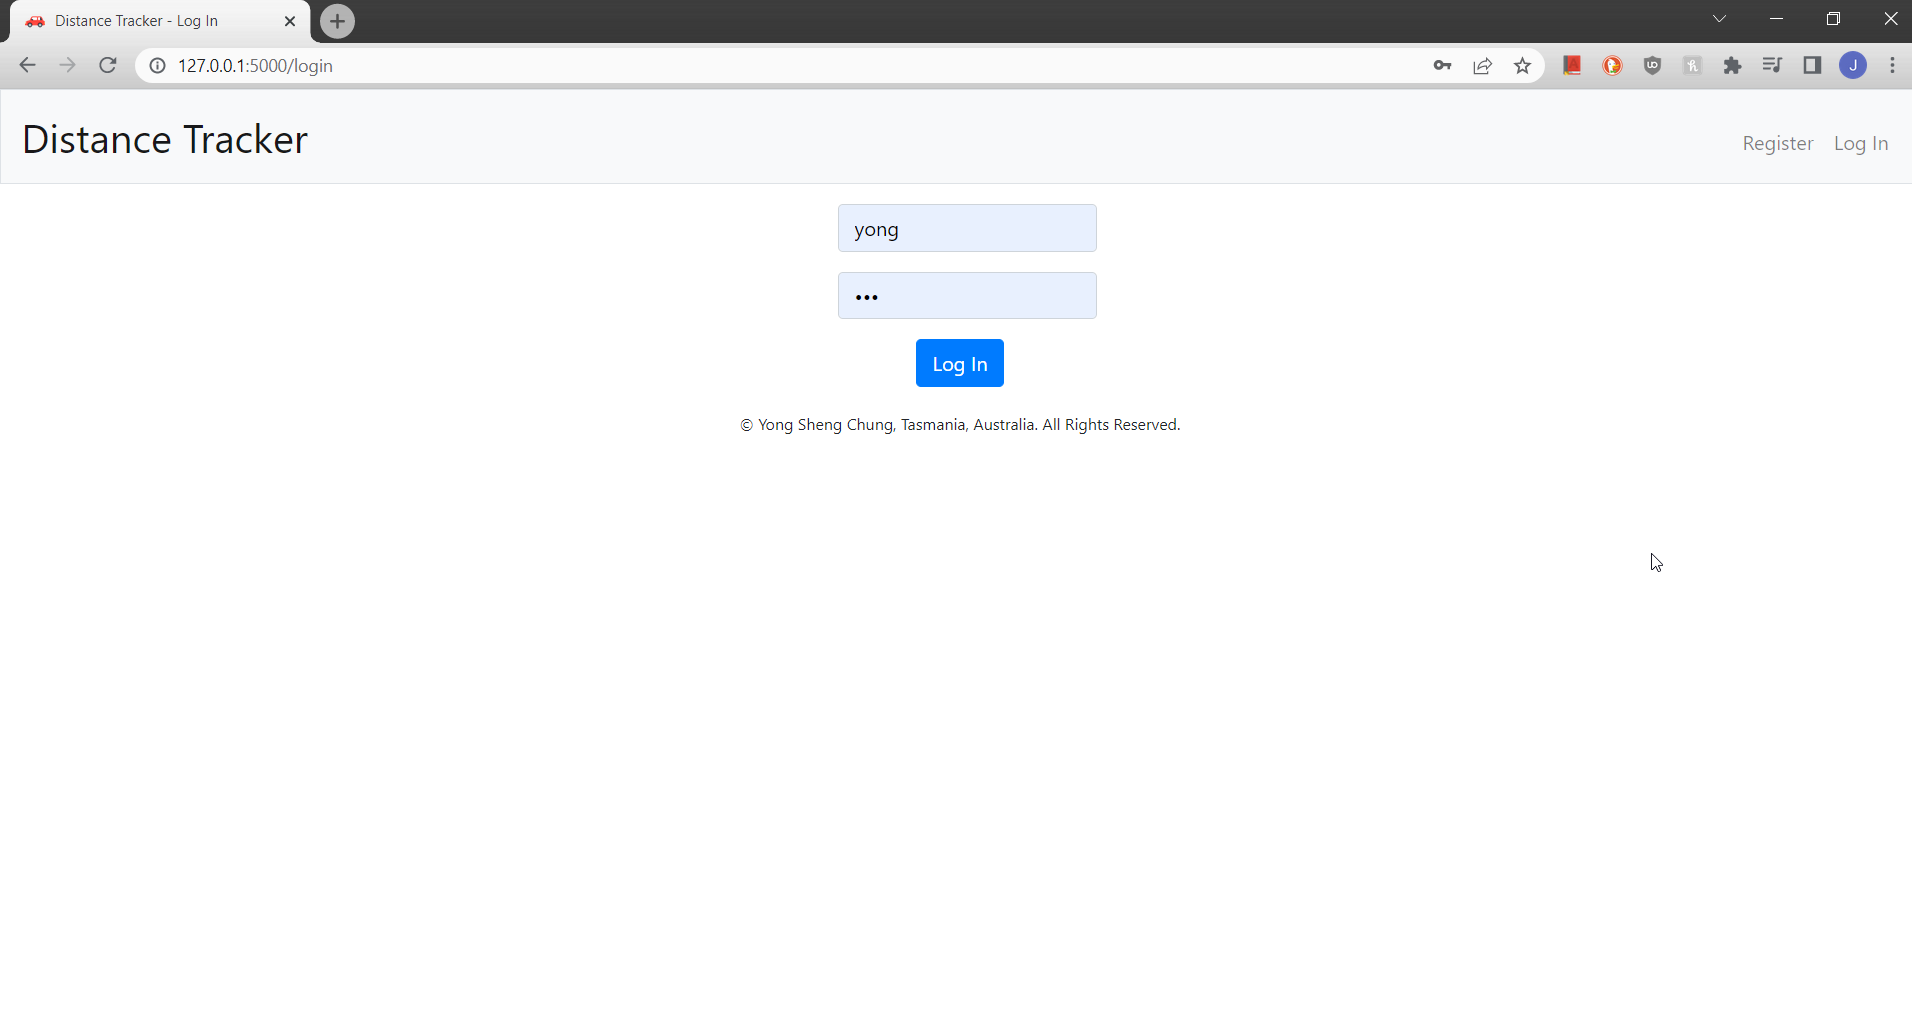 Distance Tracker - Log In
127.0.0.1:5000/login
J
Distance Tracker
Register Log In
yong
•••
Log In
© Yong Sheng Chung, Tasmania, Australia. All Rights Reserved.